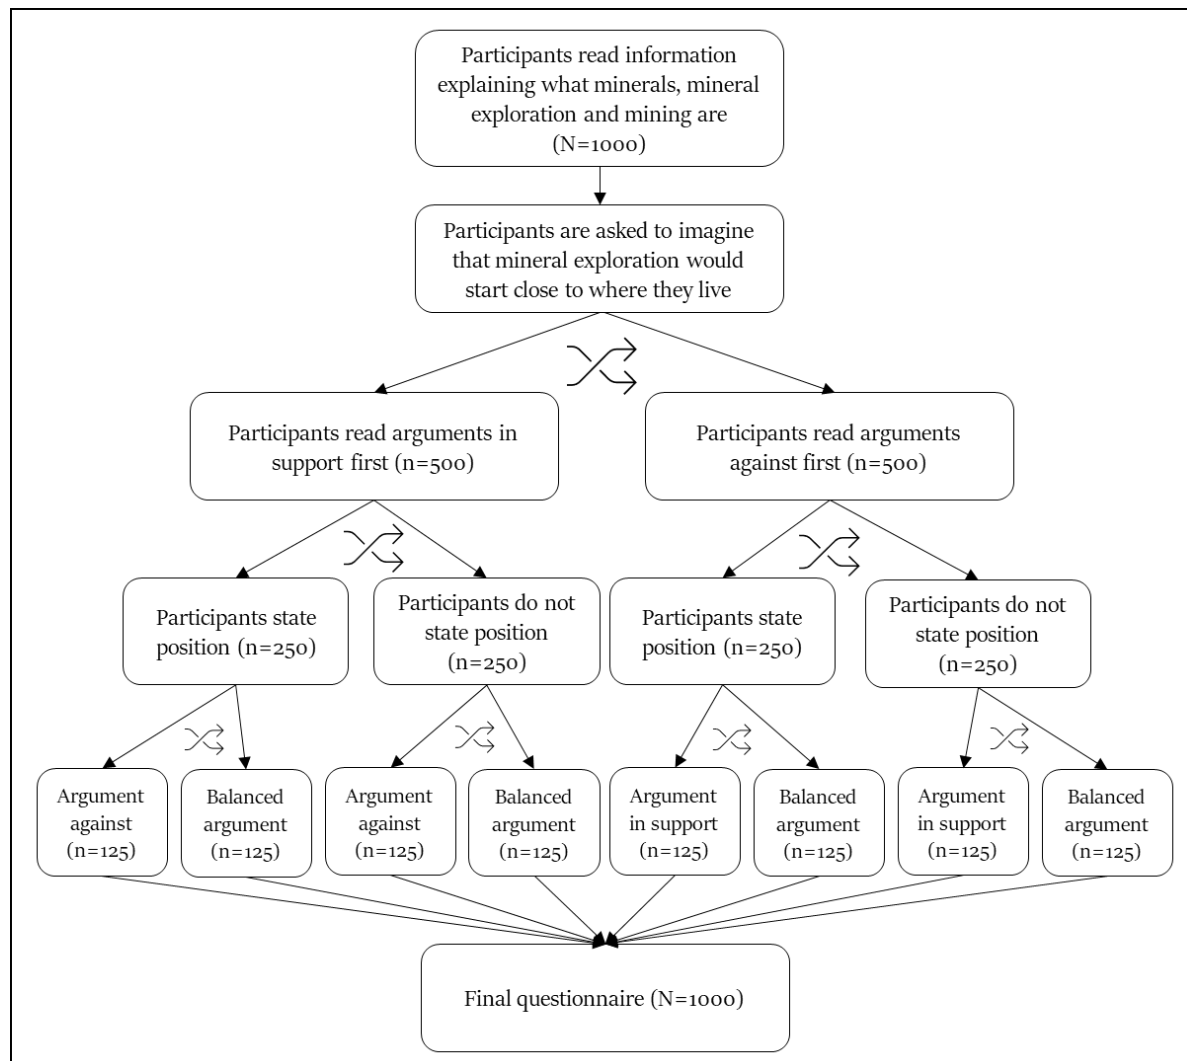 Participants read information
explaining what minerals, mineral
exploration and mining are
(N=1000)
Participants are asked to imagine
that mineral exploration would
start close to where they live
Participants read arguments in
support first (n=500)
Participants read arguments
against first (n=500)
Participants state
position (n=250)
Participants do not
state position
(n=250)
Participants state
position (n=250)
Participants do not
state position
(n=250)
Argument
against
(n=125)
Balanced
argument
(n=125)
Argument
against
(n=125)
Balanced
argument
(n=125)
Argument
in support
(n=125)
Balanced
argument
(n=125)
Argument
in support
(n=125)
Balanced
argument
(n=125)
Final questionnaire (N=1000)